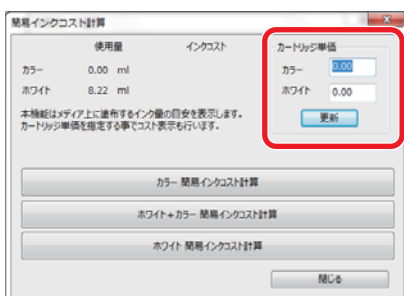 簡易インクコスト計算
使用量 インクコスト カートリッジ単価
カラー 0.00 ml カラー 0.00
ホワイト 8.22 ml ホワイト 0.00
本機能はメディア上に塗布するインク量の目安を表示します。
カートリッジ単価を指定する事でコスト表示も行います。
更新
カラー 簡易インクコスト計算
ホワイト+カラー 簡易インクコスト計算
ホワイト 簡易インクコスト計算
閉じる